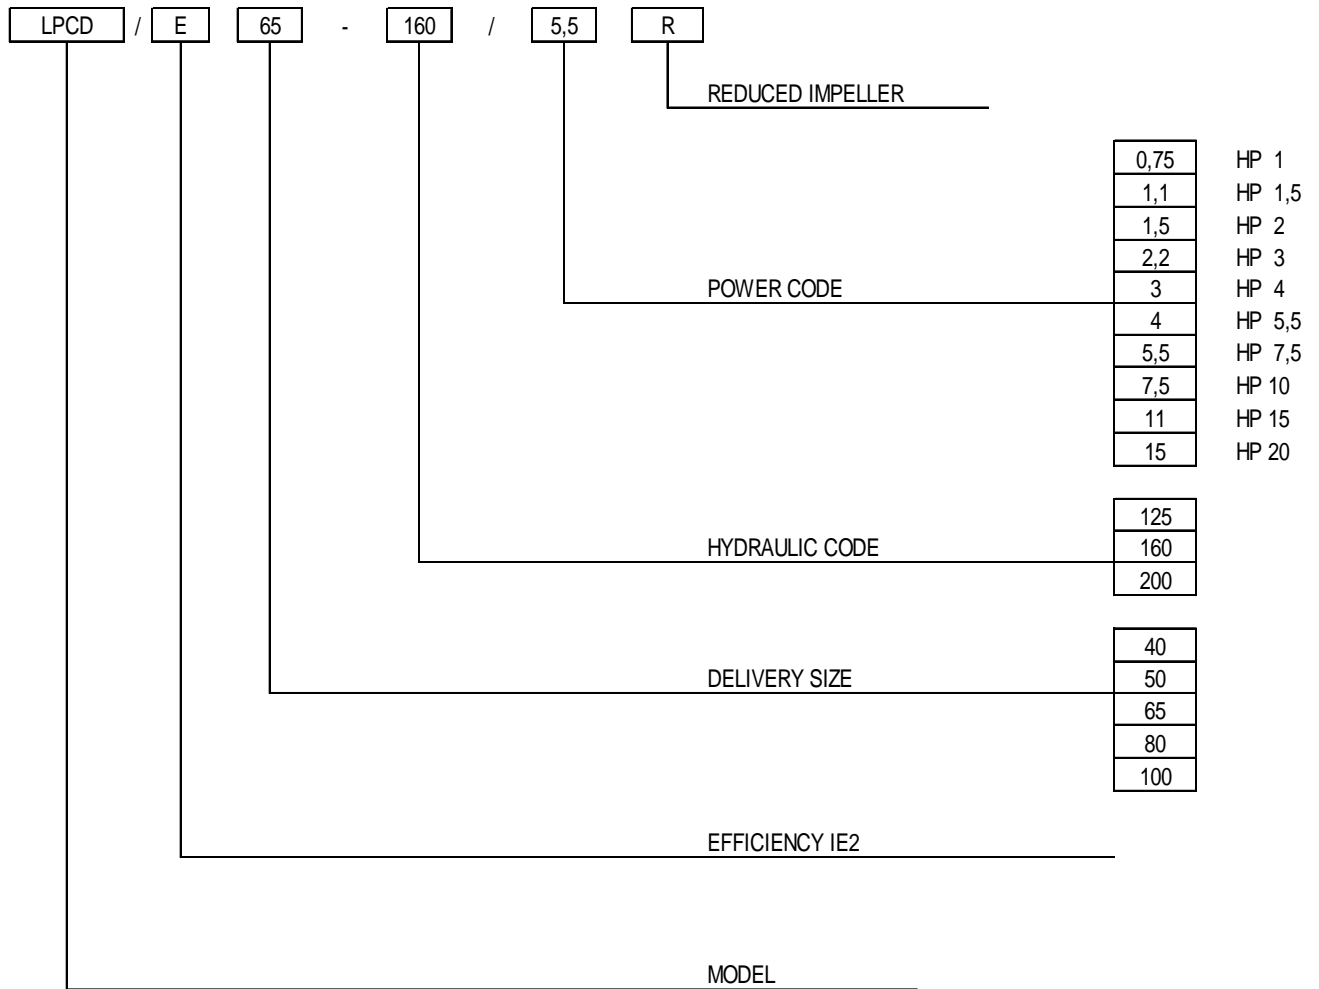 LPCD / E 65 - 160 / 5,5 R
REDUCED IMPELLER
0,75 HP 1
1,1 HP 1,5
1,5 HP 2
2,2 HP 3
POWER CODE 3 HP 4
4 HP 5,5
5,5 HP 7,5
7,5 HP 10
11 HP 15
15 HP 20
125
HYDRAULIC CODE 160
200
40
DELIVERY SIZE 50
65
80
100
EFFICIENCY IE2
MODEL